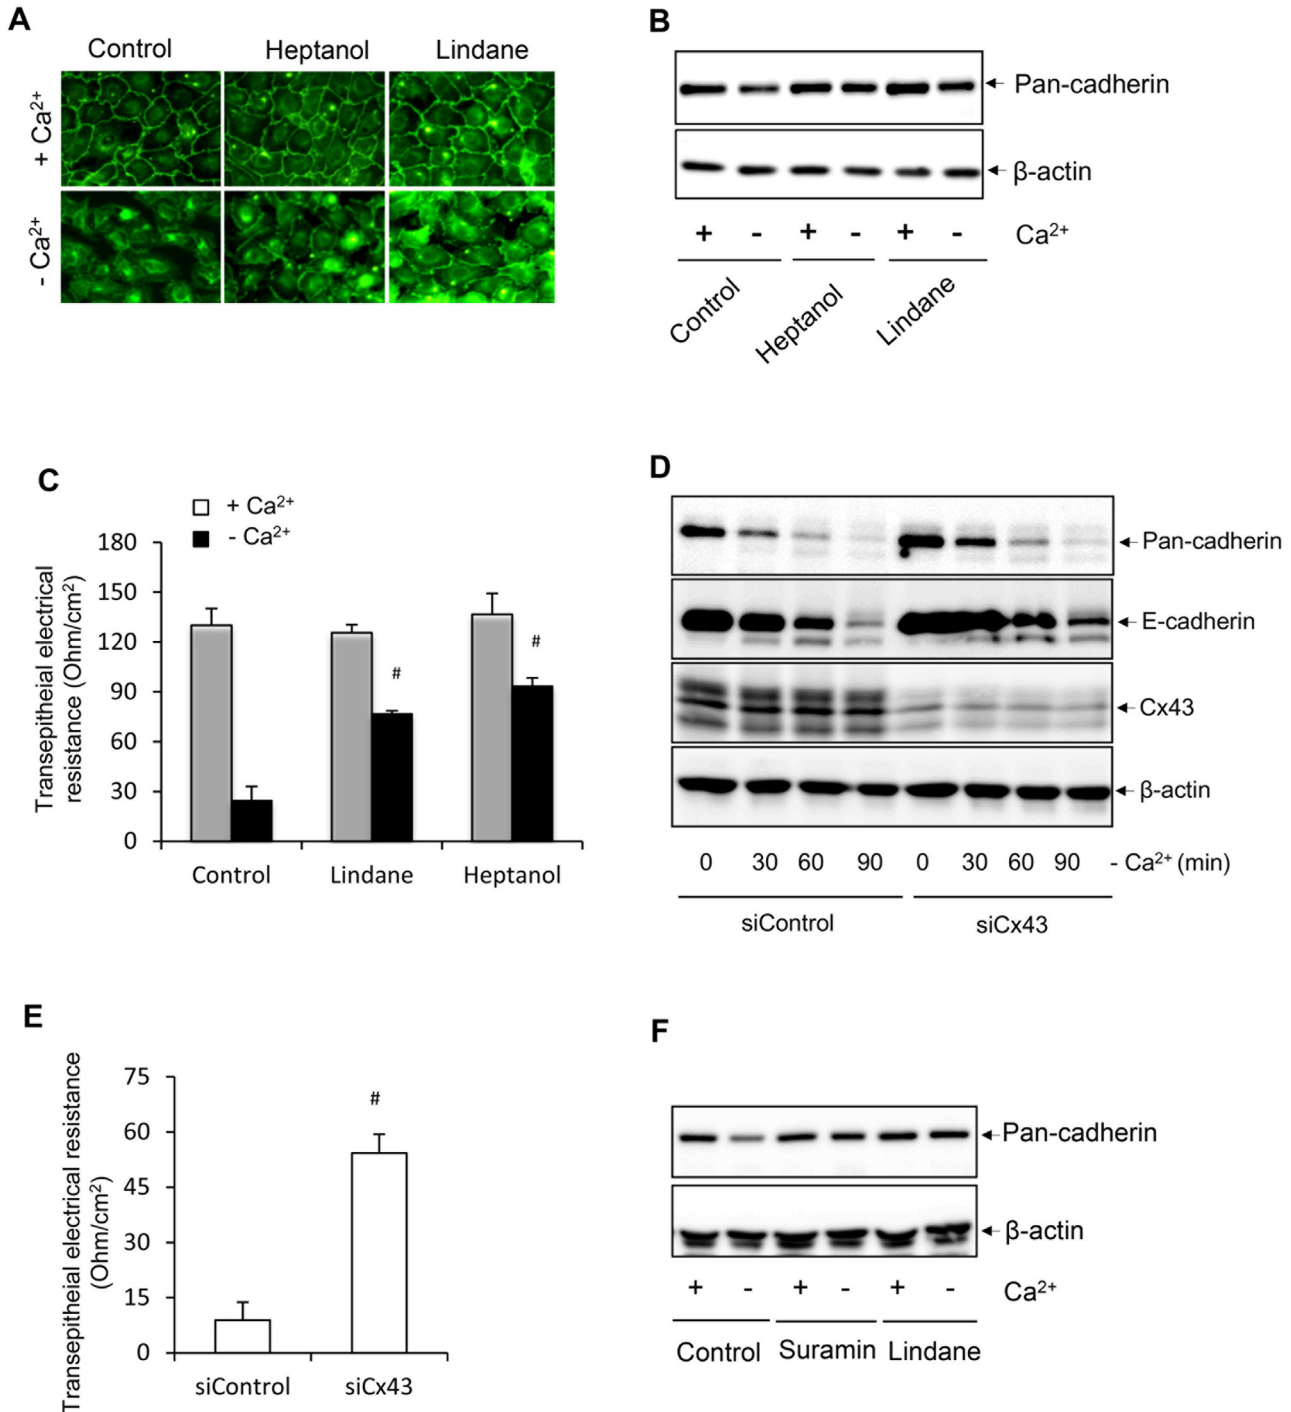 A
Control Heptanol Lindane
+ Ca²⁺
- Ca²⁺
B
Pan-cadherin
β-actin
+ - + - + - Ca²⁺
Control Heptanol Lindane
C
+ Ca²⁺
- Ca²⁺
Transepitheial electrical
resistance (Ohm/cm²)
180
150
120
90
60
30
0
#
#
Control Lindane Heptanol
D
Pan-cadherin
E-cadherin
Cx43
β-actin
0 30 60 90 0 30 60 90 - Ca²⁺ (min)
siControl siCx43
E
Transepitheial electrical resistance
(Ohm/cm²)
75
60
45
30
15
0
#
siControl siCx43
F
Pan-cadherin
β-actin
+ - + - + - Ca²⁺
Control Suramin Lindane